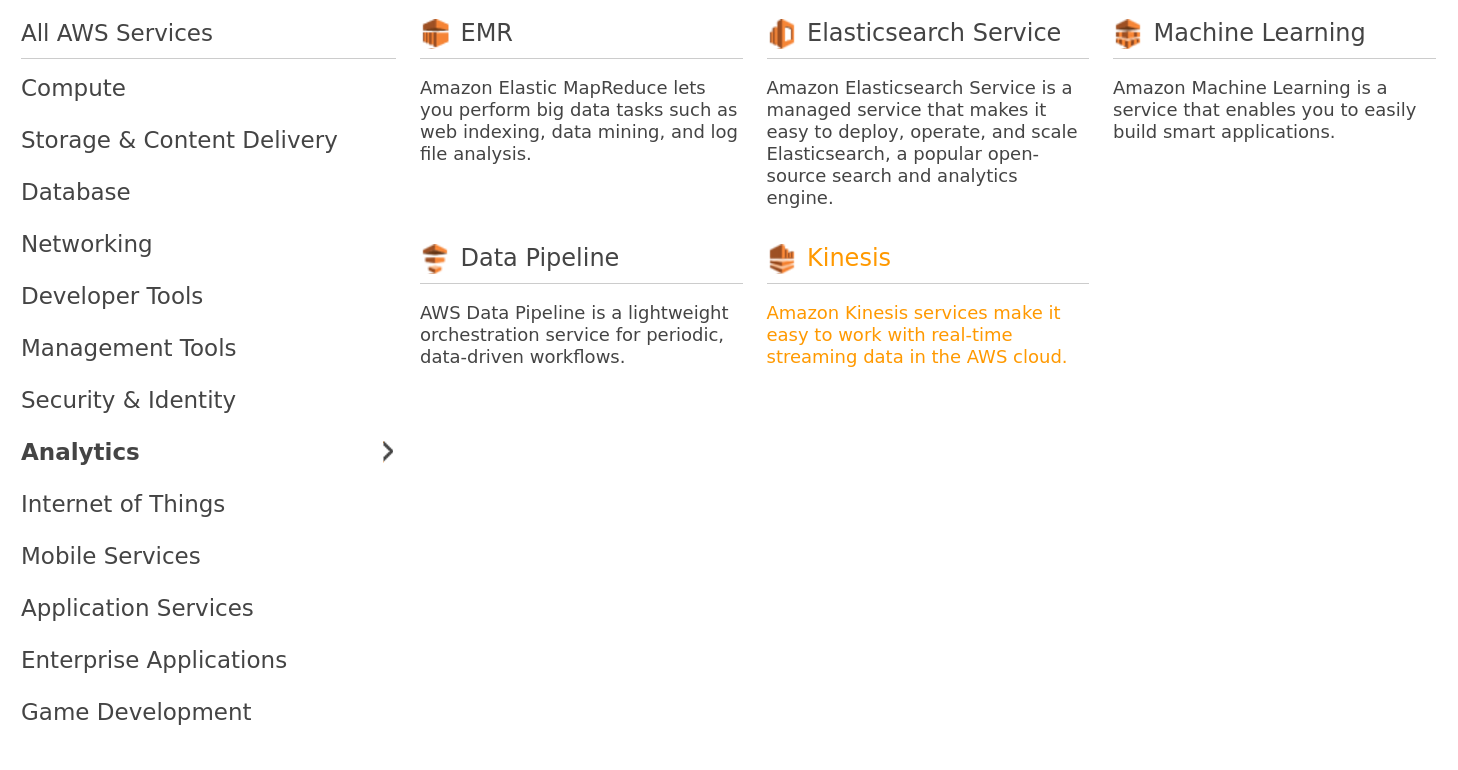 All AWS Services
Compute
Storage & Content Delivery
Database
Networking
Developer Tools
Management Tools
Security & Identity
Analytics
Internet of Things
Mobile Services
Application Services
Enterprise Applications
Game Development
EMR
Amazon Elastic MapReduce lets
you perform big data tasks such as
web indexing, data mining, and log
file analysis.
Elasticsearch Service
Amazon Elasticsearch Service is a
managed service that makes it
easy to deploy, operate, and scale
Elasticsearch, a popular open-
source search and analytics
engine.
Machine Learning
Amazon Machine Learning is a
service that enables you to easily
build smart applications.
Data Pipeline
AWS Data Pipeline is a lightweight
orchestration service for periodic,
data-driven workflows.
Kinesis
Amazon Kinesis services make it
easy to work with real-time
streaming data in the AWS cloud.